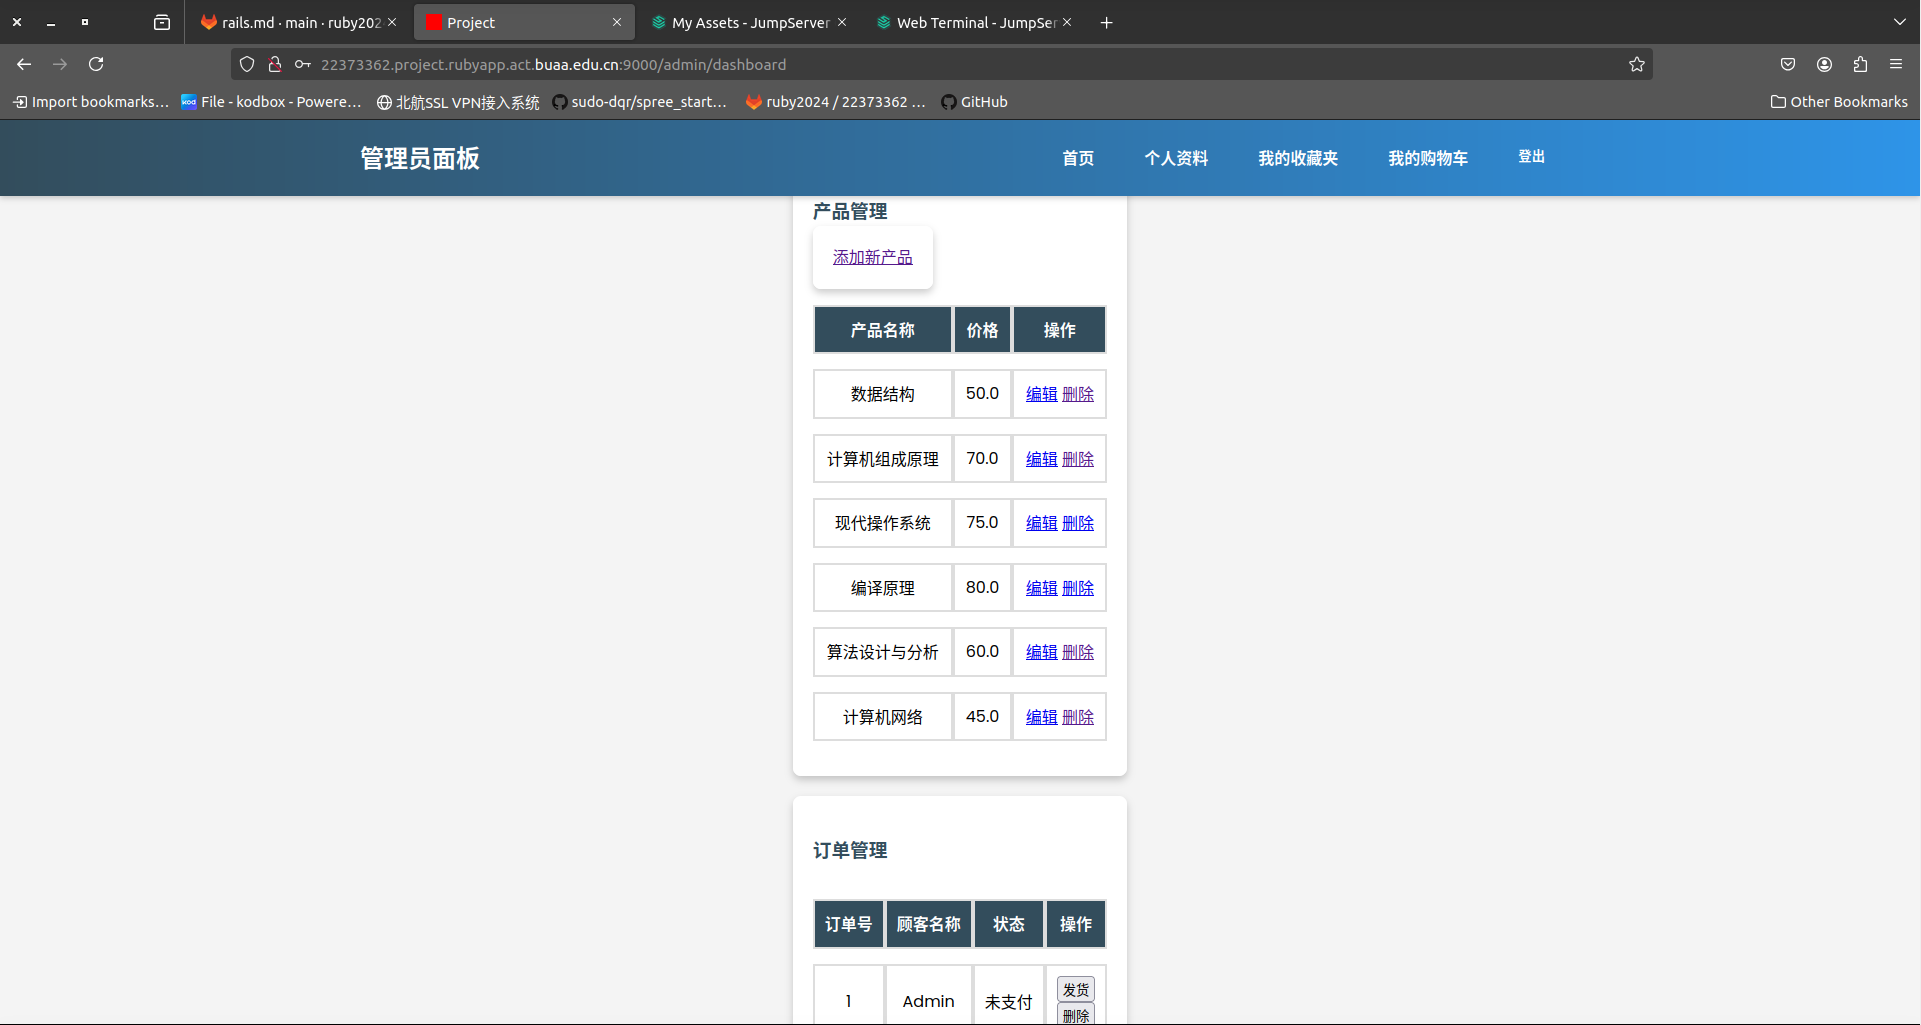 rails.md · main · ruby202
Project
My Assets - JumpServer
Web Terminal - JumpSer
22373362.project.rubyapp.act.buaa.edu.cn:9000/admin/dashboard
Import bookmarks...
File - kodbox - Powere...
北航SSL VPN接入系统
sudo-dqr/spree_start...
ruby2024 / 22373362 ...
GitHub
Other Bookmarks
管理员面板
首页
个人资料
我的收藏夹
我的购物车
登出
产品管理
添加新产品
产品名称 价格 操作
数据结构 50.0 编辑 删除
计算机组成原理 70.0 编辑 删除
现代操作系统 75.0 编辑 删除
编译原理 80.0 编辑 删除
算法设计与分析 60.0 编辑 删除
计算机网络 45.0 编辑 删除
订单管理
订单号 顾客名称 状态 操作
1 Admin 未支付 发货
删除